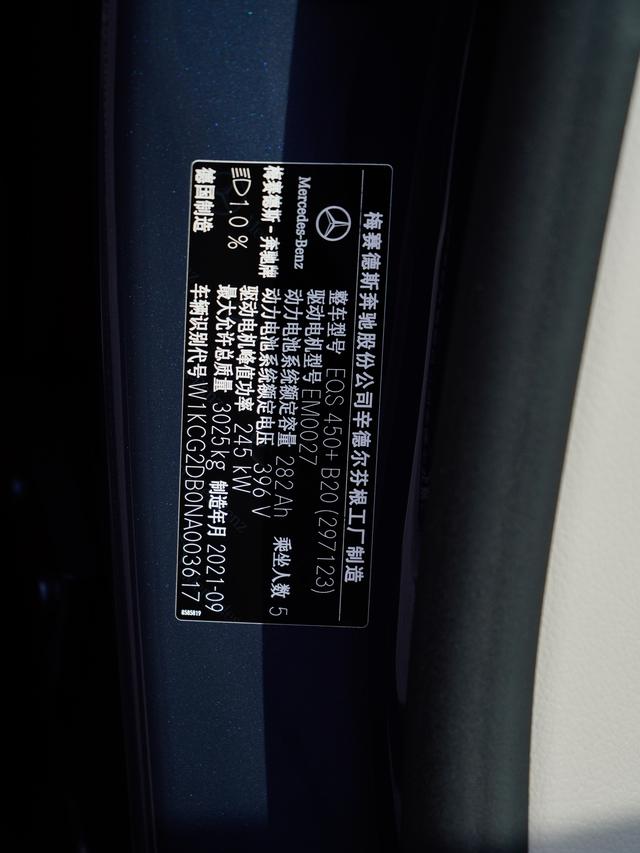 梅赛德斯奔驰股份公司辛德尔芬根工厂制造
Mercedes-Benz
梅赛德斯-奔驰牌
1.0 %
德国制造
整车型号 EQS 450+ B20 (297123)
驱动电机型号 EM0027
动力电池系统额定容量 282Ah 乘坐人数 5
动力电池系统额定电压 396 V
驱动电机峰值功率 245 kW
最大允许总质量 3025kg 制造年月 2021-09
车辆识别代号 W1KCG2DB0NA003617